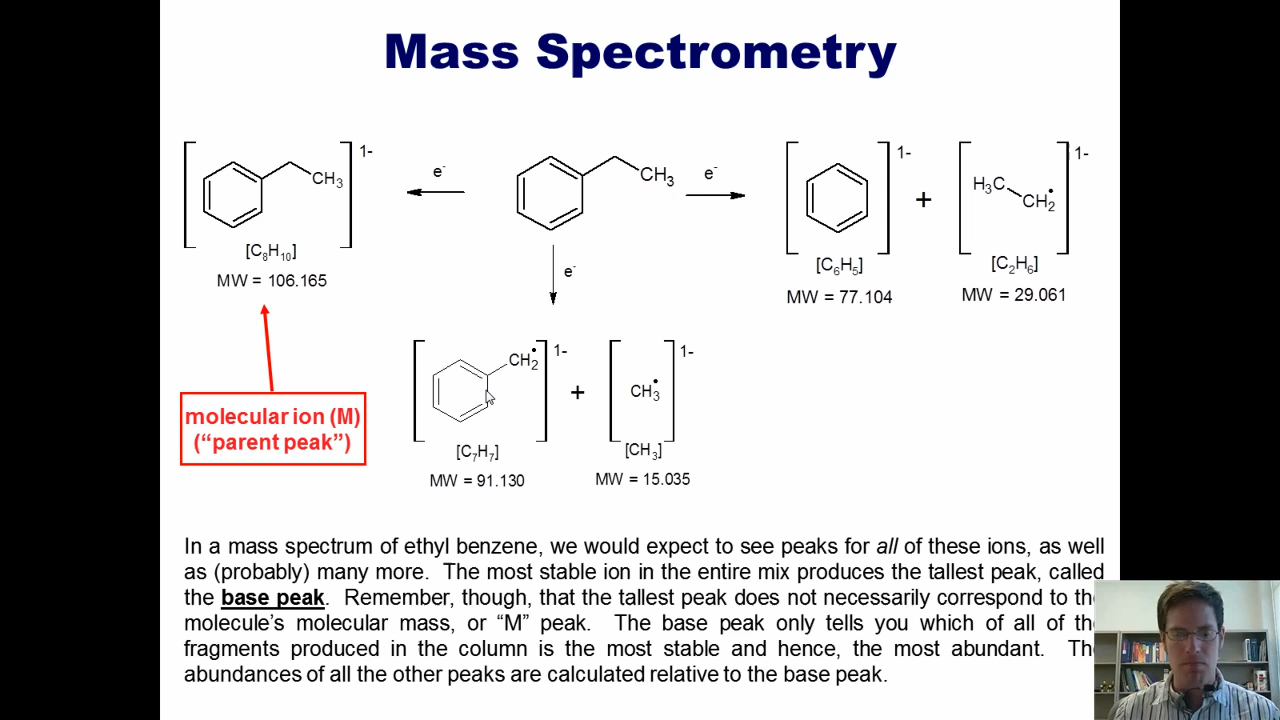 Mass Spectrometry
CH3
1-
[C8H10]
MW = 106.165
e-
CH3
e-
e-
1-
[C6H5]
MW = 77.104
+
H3C
CH2
1-
[C2H6]
MW = 29.061
molecular ion (M)
(“parent peak”)
CH2
1-
[C7H7]
MW = 91.130
+
CH3
1-
[CH3]
MW = 15.035
In a mass spectrum of ethyl benzene, we would expect to see peaks for all of these ions, as well
as (probably) many more. The most stable ion in the entire mix produces the tallest peak, called
the base peak. Remember, though, that the tallest peak does not necessarily correspond to th
molecule’s molecular mass, or “M” peak. The base peak only tells you which of all of th
fragments produced in the column is the most stable and hence, the most abundant. Th
abundances of all the other peaks are calculated relative to the base peak.